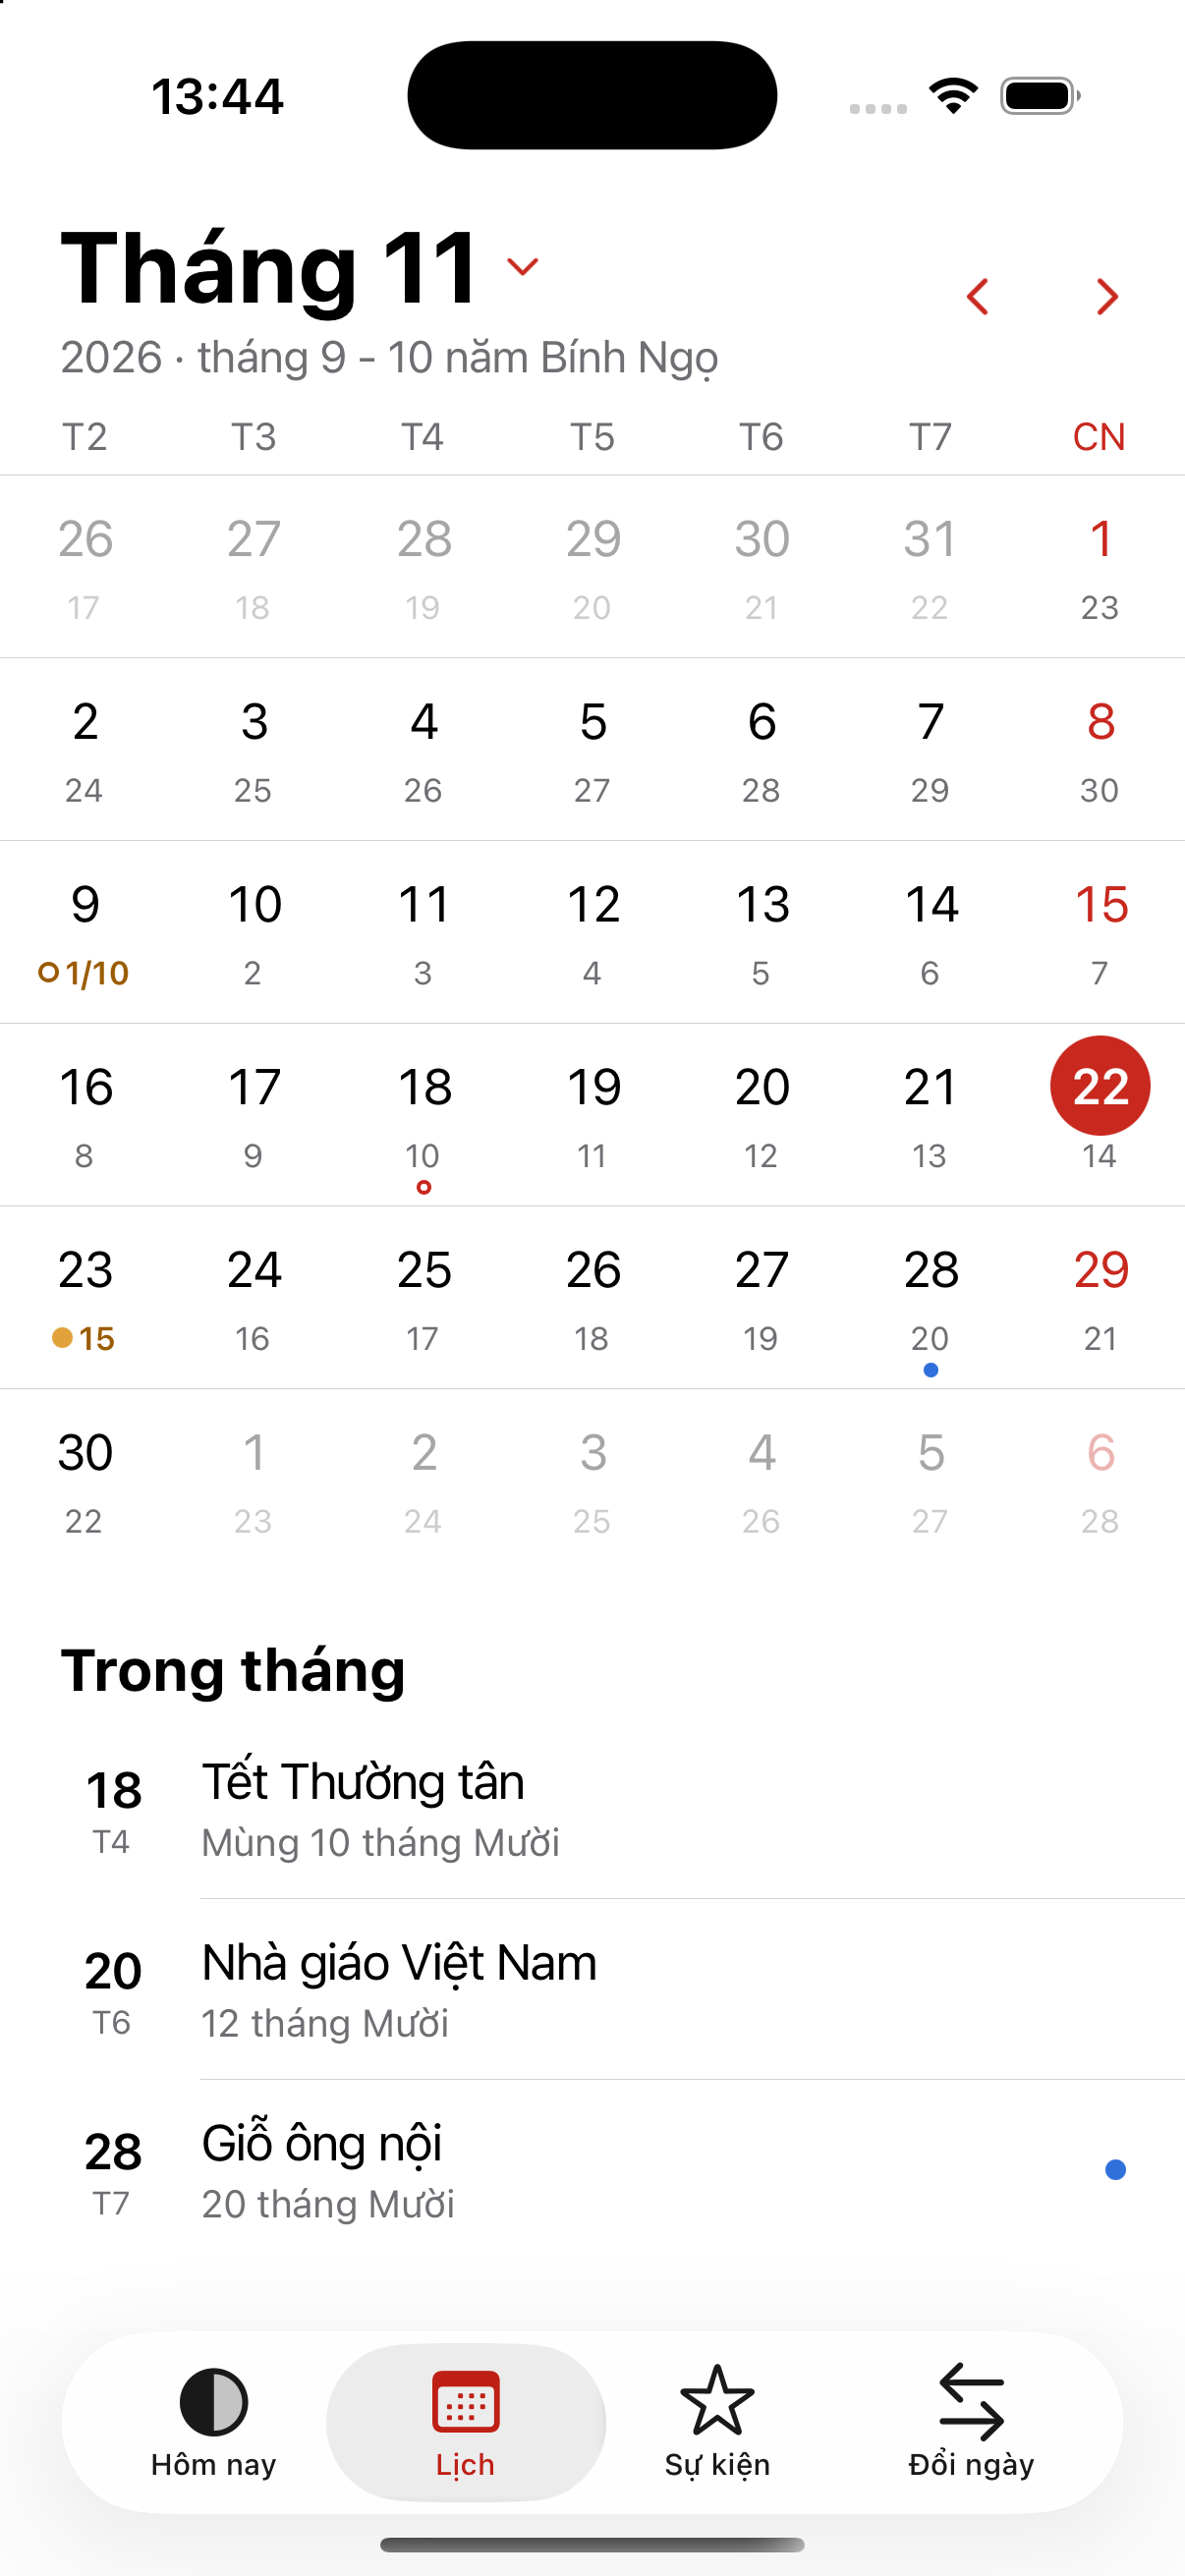 13:44
Tháng 11
2026 · tháng 9 - 10 năm Bính Ngọ
T2 T3 T4 T5 T6 T7 CN
26 27 28 29 30 31 1
17 18 19 20 21 22 23
2 3 4 5 6 7 8
24 25 26 27 28 29 30
9 10 11 12 13 14 15
1/10 2 3 4 5 6 7
16 17 18 19 20 21 22
8 9 10 11 12 13 14
23 24 25 26 27 28 29
15 16 17 18 19 20 21
30 1 2 3 4 5 6
22 23 24 25 26 27 28
Trong tháng
18 Tết Thường tân
T4 Mùng 10 tháng Mười
20 Nhà giáo Việt Nam
T6 12 tháng Mười
28 Giỗ ông nội
T7 20 tháng Mười
Hôm nay Lịch Sự kiện Đổi ngày